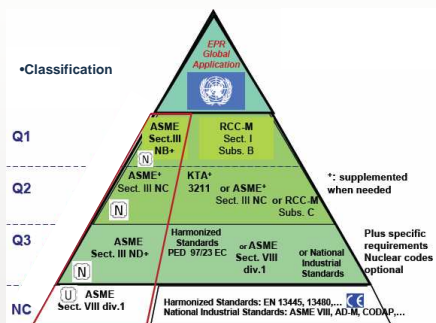 EPR
Global
Application
•Classification
Q1
ASME
Sect.III
NB+
N
RCC-M
Sect. I
Subs. B
Q2
ASME+
Sect. III NC
N
KTA+
3211 or ASME+
Sect. III NC or RCC-M
Subs. C
+: supplemented
when needed
Q3
ASME
Sect. III ND+
N
Harmonized
Standards
PED 97/23 EC
or ASME
Sect. VIII
div.1
or National
Industrial
Standards
Plus specific
requirements
Nuclear codes
optional
NC
U ASME
Sect. VIII div.1
Harmonized Standards: EN 13445, 13480,... CE
National Industrial Standards: ASME VIII, AD-M, CODAP,...